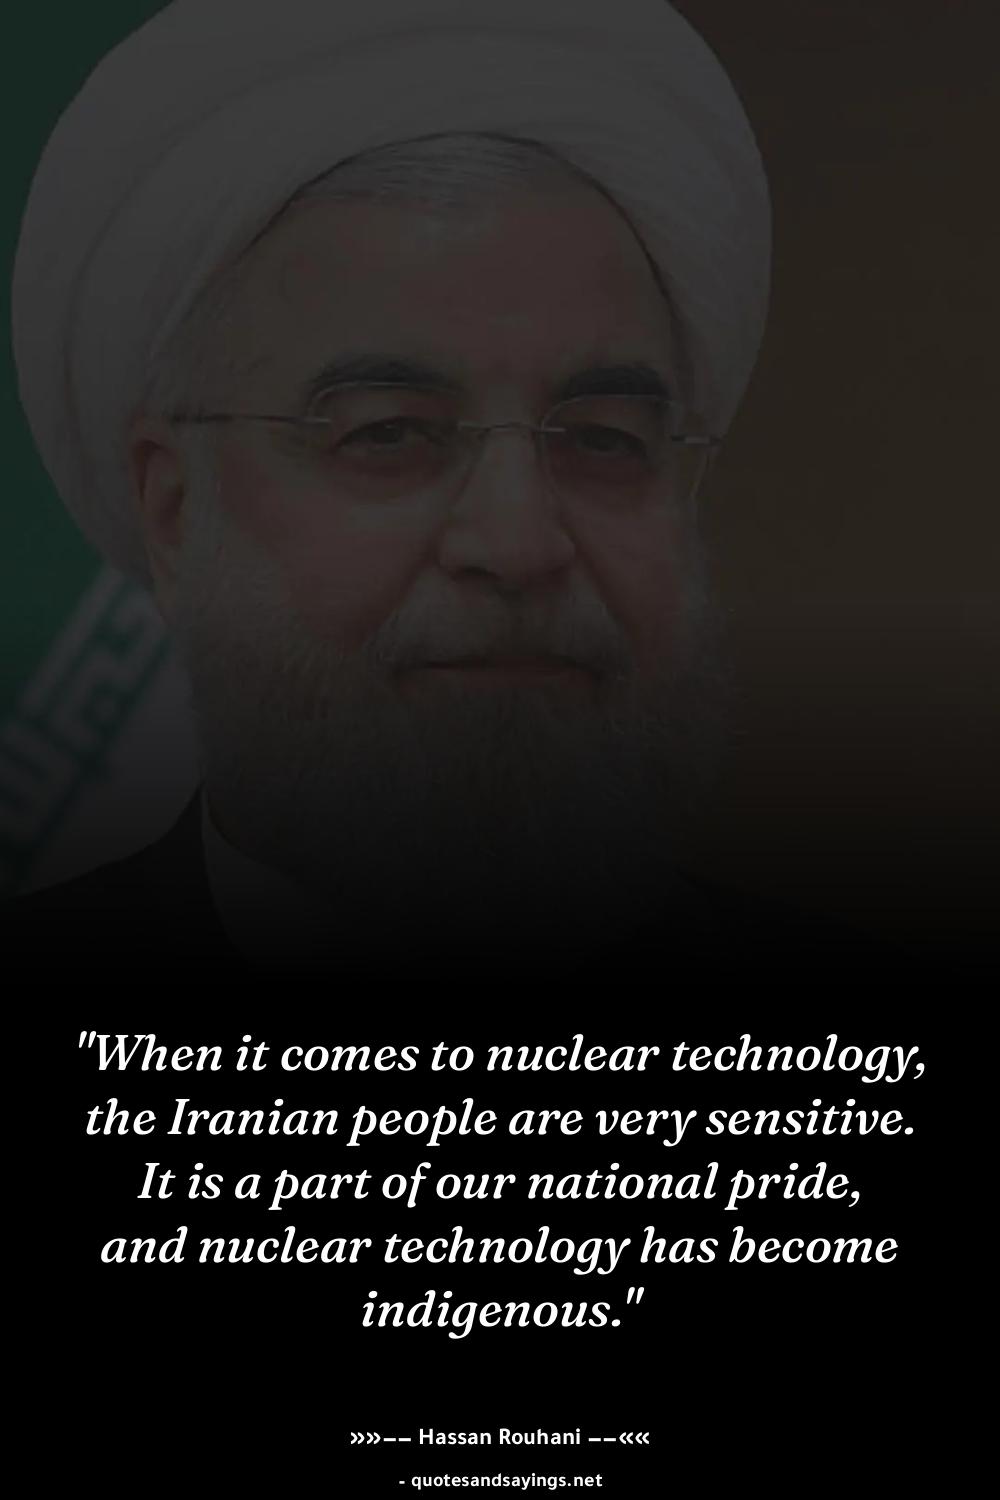 "When it comes to nuclear technology,
the Iranian people are very sensitive.
It is a part of our national pride,
and nuclear technology has become
indigenous."
»»−− Hassan Rouhani −−««
- quotesandsayings.net